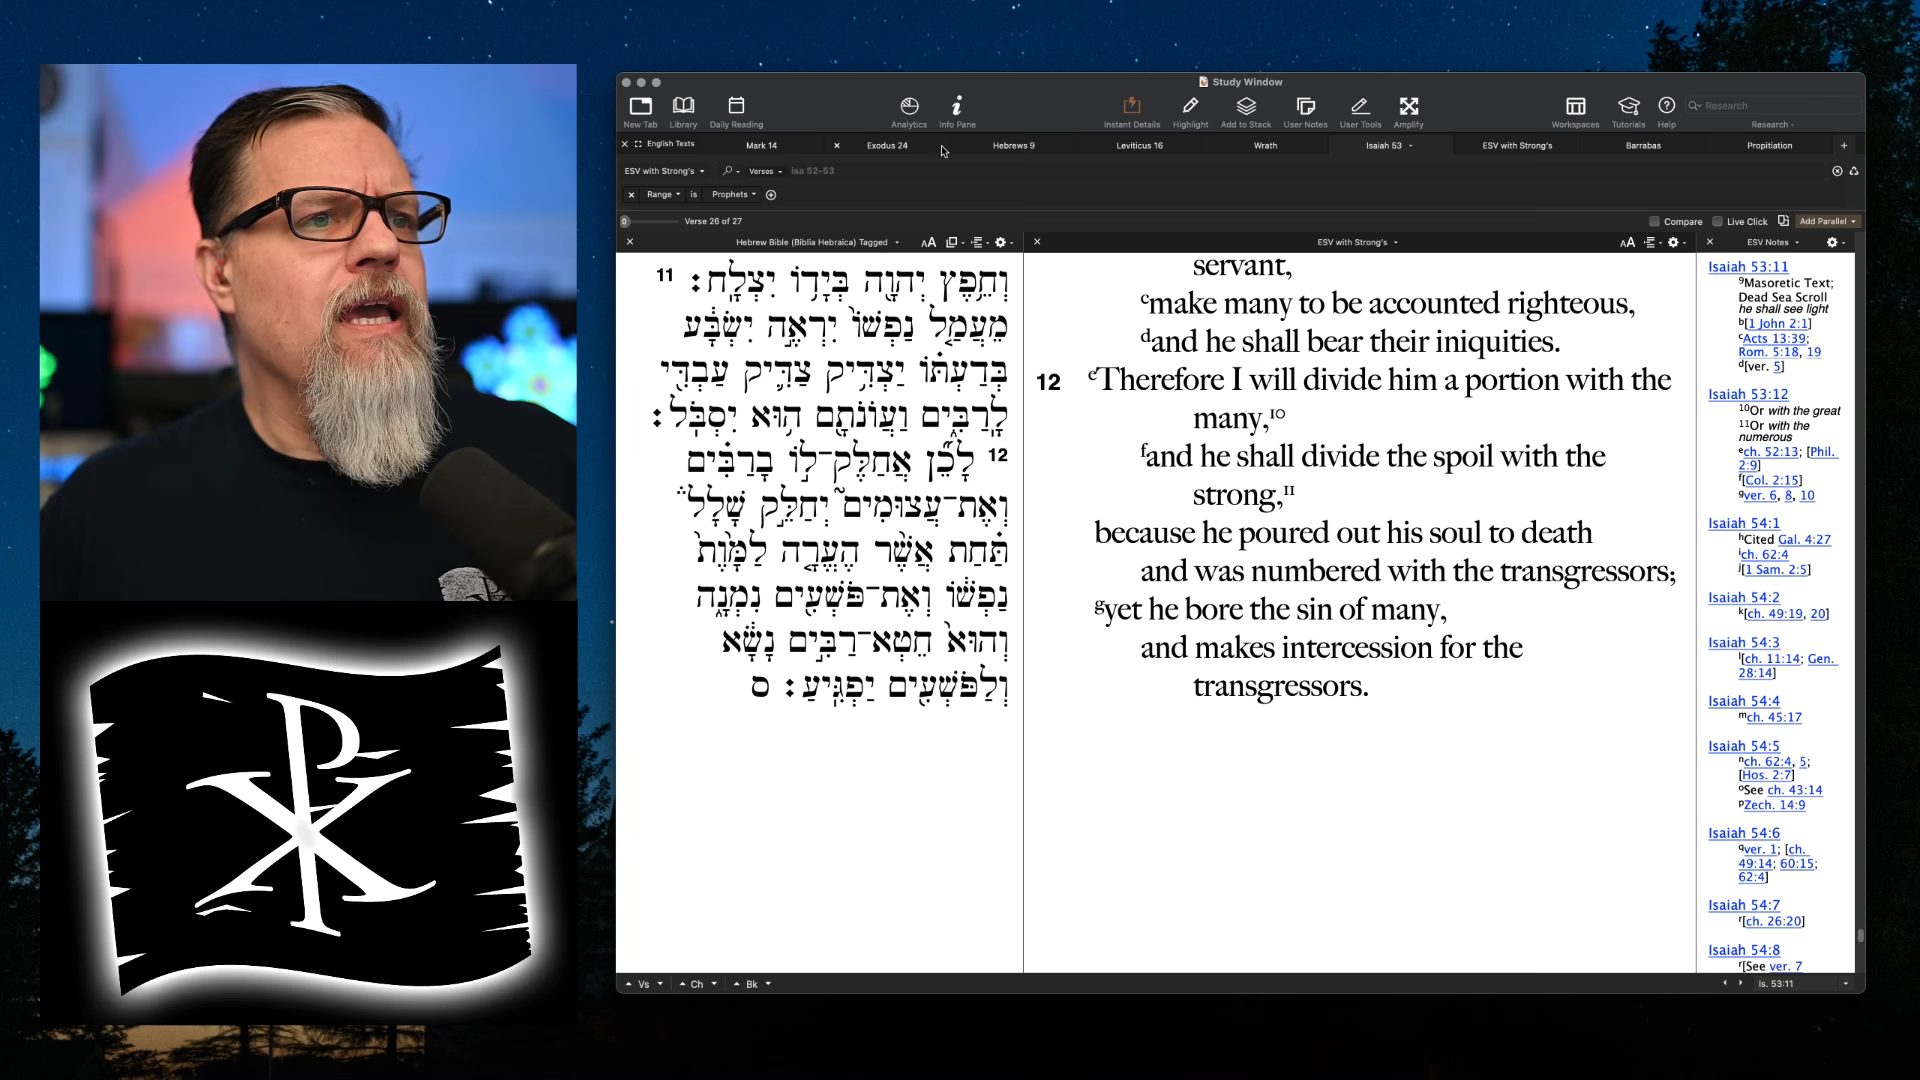 Study Window
New Tab Library Daily Reading Analytics Info Pane Instant Details Highlight Add to Stack User Notes User Tools Amplify Workspaces Tutorials Help Research
Research
English Texts Mark 14 Exodus 24 Hebrews 9 Leviticus 16 Wrath Isaiah 53 ESV with Strong's Barrabas Propitiation
ESV with Strong's Verses isa 52-53
Range is Prophets
0 Verse 26 of 27 Compare Live Click Add Parallel
Hebrew Bible (Biblia Hebraica) Tagged
וְחֵ֥פֶץ יְהוָ֖ה בְּיָד֥וֹ יִצְלָֽח׃ 11
מֵעֲמַ֤ל נַפְשׁוֹ֙ יִרְאֶ֣ה יִשְׂבָּ֔ע
בְּדַעְתּ֗וֹ יַצְדִּ֥יק צַדִּ֛יק עַבְדִּ֖י
לָֽרַבִּ֑ים וַעֲוֺנֹתָ֖ם ה֥וּא יִסְבֹּֽל׃
12 לָכֵ֞ן אֲחַלֶּק־ל֣וֹ בָרַבִּ֗ים
וְאֶת־עֲצוּמִים֮ יְחַלֵּ֣ק שָׁלָל֒
תַּ֗חַת אֲשֶׁ֨ר הֶעֱרָ֤ה לַמָּ֙וֶת֙
נַפְשׁ֔וֹ וְאֶת־פֹּשְׁעִ֖ים נִמְנָ֑ה
וְהוּא֙ חֵטְא־רַבִּ֣ים נָשָׂ֔א
וְלַפֹּשְׁעִ֖ים יַפְגִּֽיעַ׃ ס
ESV with Strong's
servant,
cmake many to be accounted righteous,
dand he shall bear their iniquities.
12 eTherefore I will divide him a portion with the
many,10
fand he shall divide the spoil with the
strong,11
because he poured out his soul to death
and was numbered with the transgressors;
gyet he bore the sin of many,
and makes intercession for the
transgressors.
ESV Notes
Isaiah 53:11
9Masoretic Text;
Dead Sea Scroll
he shall see light
b[1 John 2:1]
cActs 13:39;
Rom. 5:18, 19
d[ver. 5]
Isaiah 53:12
10Or with the great
11Or with the
numerous
ech. 52:13; [Phil.
2:9]
f[Col. 2:15]
gver. 6, 8, 10
Isaiah 54:1
hCited Gal. 4:27
ich. 62:4
j[1 Sam. 2:5]
Isaiah 54:2
k[ch. 49:19, 20]
Isaiah 54:3
l[ch. 11:14; Gen.
28:14]
Isaiah 54:4
mch. 45:17
Isaiah 54:5
nch. 62:4, 5;
[Hos. 2:7]
oSee ch. 43:14
pZech. 14:9
Isaiah 54:6
qver. 1; [ch.
49:14; 60:15;
62:4]
Isaiah 54:7
r[ch. 26:20]
Isaiah 54:8
r[See ver. 7
Vs Ch Bk Is. 53:11